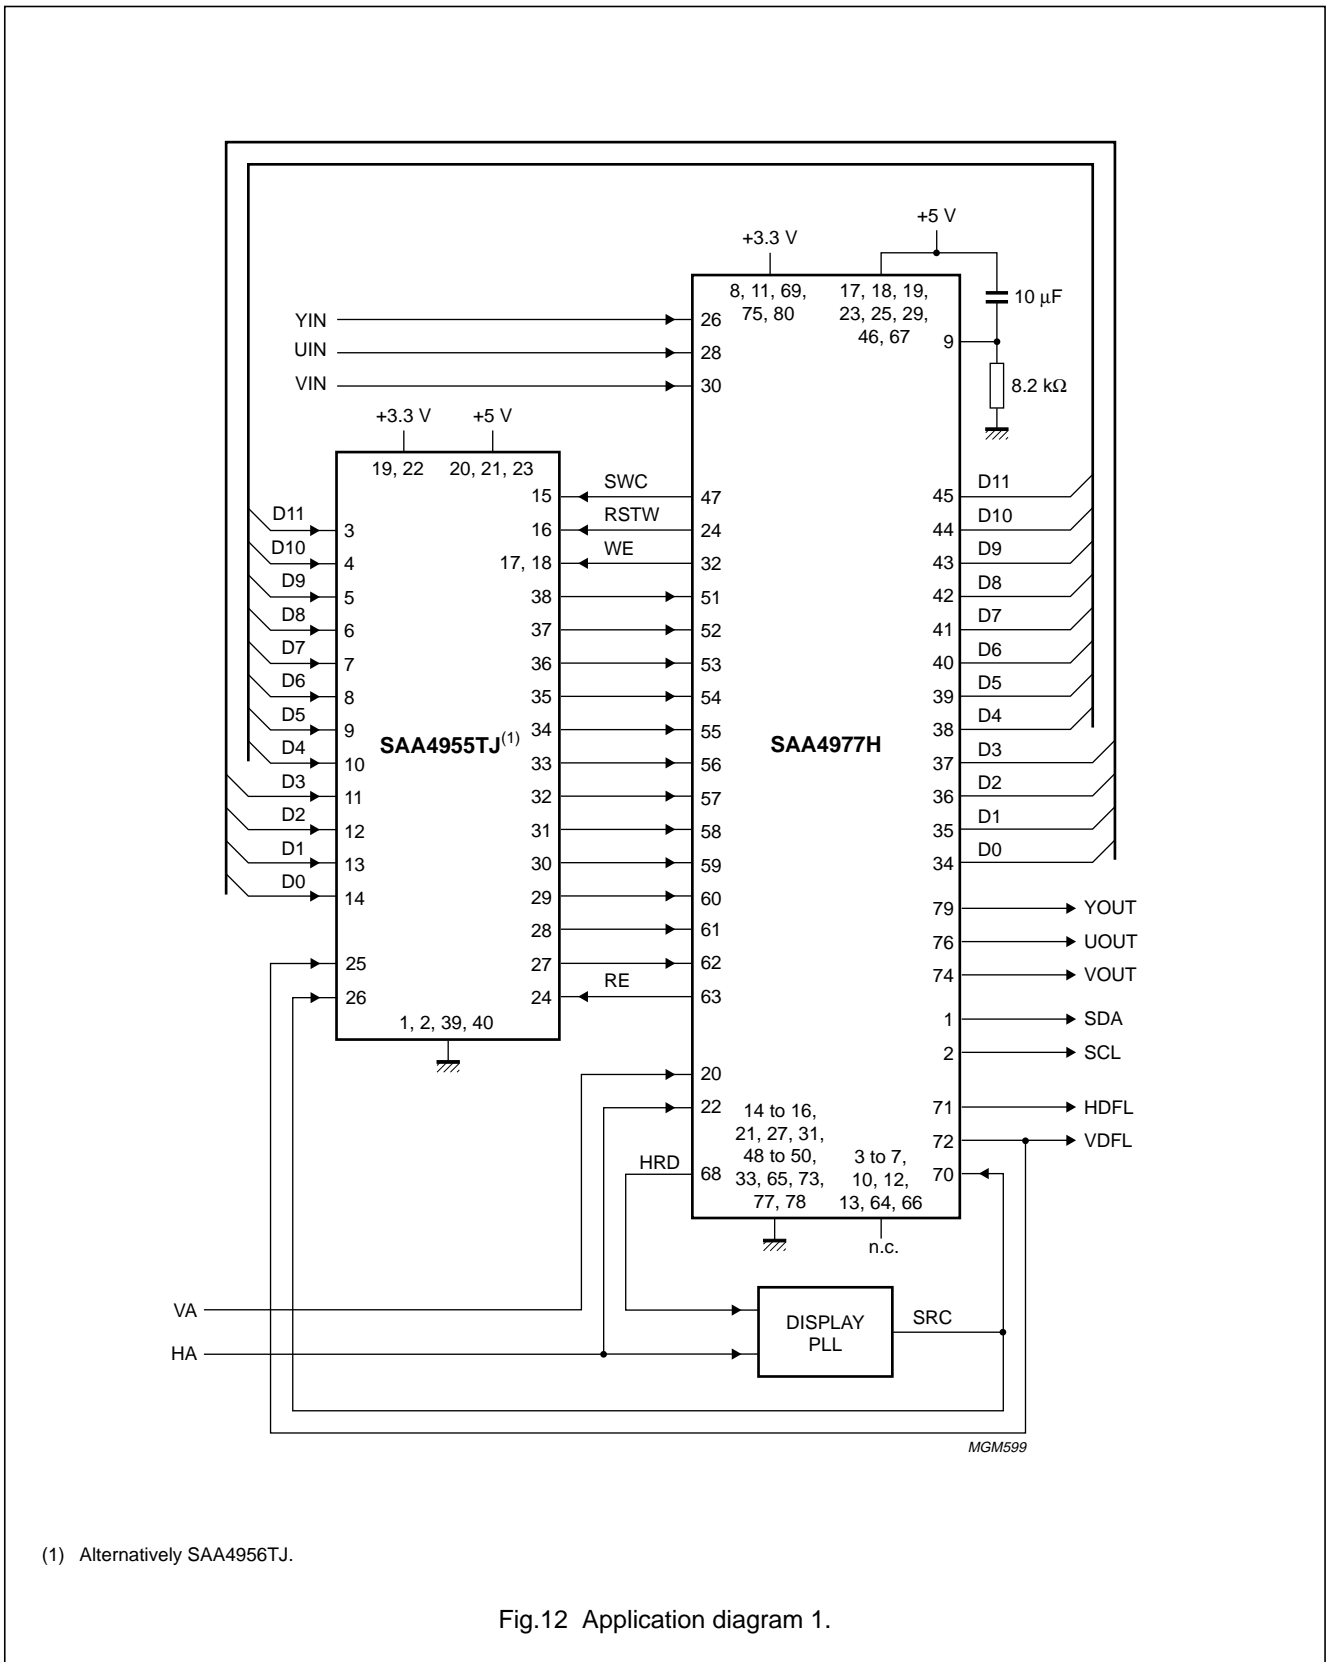 +5 V
+3.3 V
8, 11, 69,
75, 80
17, 18, 19,
23, 25, 29,
46, 67
10 µF
9
8.2 kΩ
YIN
26
UIN
28
VIN
30
+3.3 V
+5 V
19, 22
20, 21, 23
15
SWC
47
16
RSTW
24
17, 18
WE
32
D11
3
D10
4
D9
5
D8
6
D7
7
D6
8
D5
9
D4
10
D3
11
D2
12
D1
13
D0
14
25
26
SAA4955TJ(1)
38
37
36
35
34
33
32
31
30
29
28
27
24
RE
1, 2, 39, 40
51
52
53
54
55
56
57
58
59
60
61
62
63
SAA4977H
45
D11
44
D10
43
D9
42
D8
41
D7
40
D6
39
D5
38
D4
37
D3
36
D2
35
D1
34
D0
79
YOUT
76
UOUT
74
VOUT
1
SDA
2
SCL
71
HDFL
72
VDFL
70
20
22
HRD
68
14 to 16,
21, 27, 31,
48 to 50,
33, 65, 73,
77, 78
3 to 7,
10, 12,
13, 64, 66
n.c.
VA
HA
DISPLAY
PLL
SRC
MGM599
(1) Alternatively SAA4956TJ.
Fig.12 Application diagram 1.